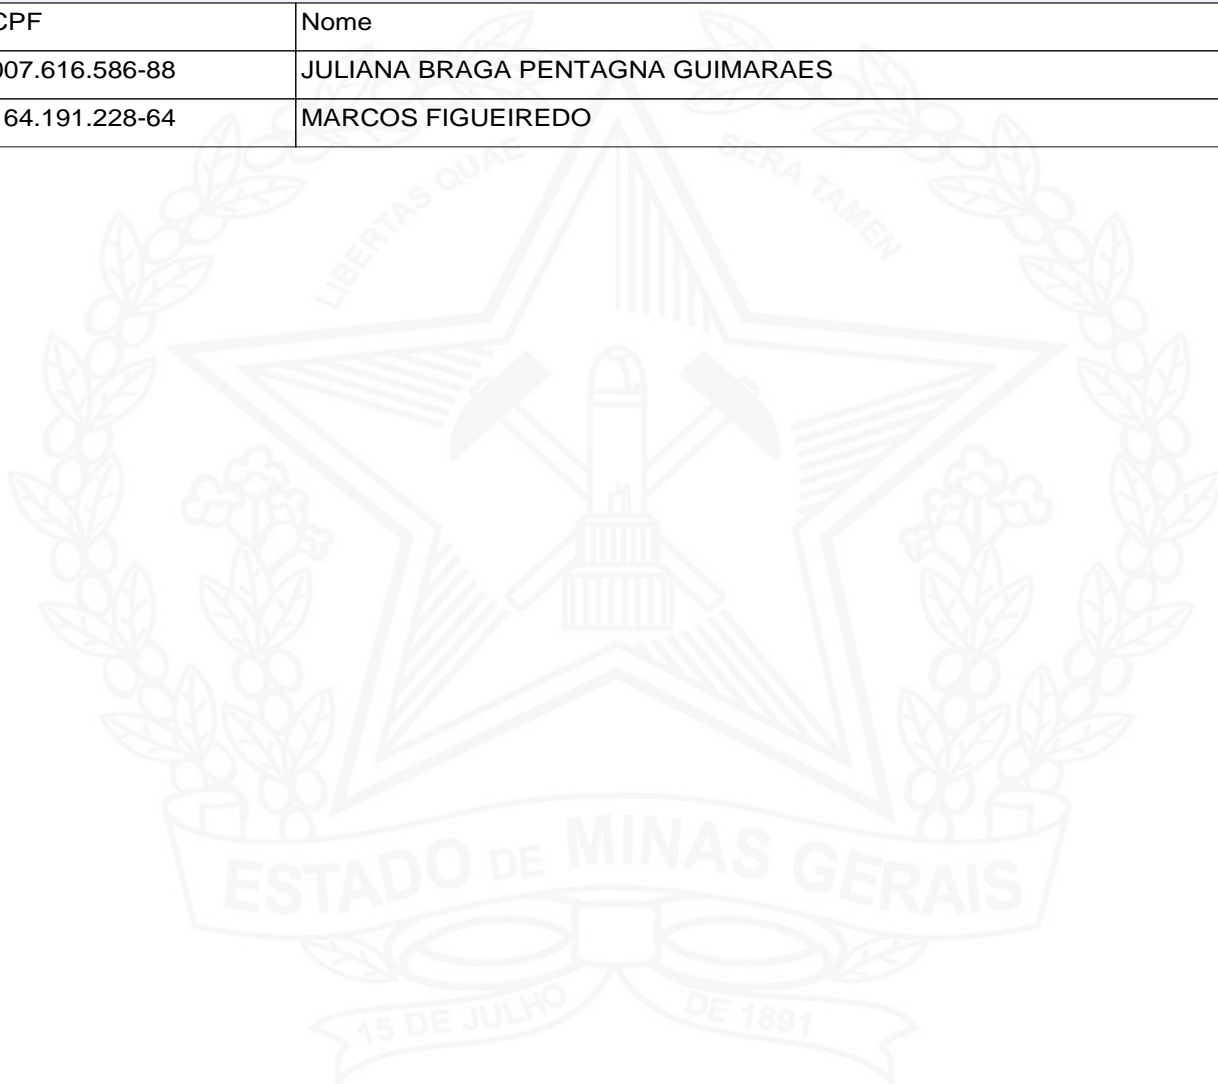 CPF Nome
007.616.586-88 JULIANA BRAGA PENTAGNA GUIMARAES
164.191.228-64 MARCOS FIGUEIREDO
LIBERTAS QUAE SERA TAMEN
ESTADO DE MINAS GERAIS
15 DE JULHO DE 1891